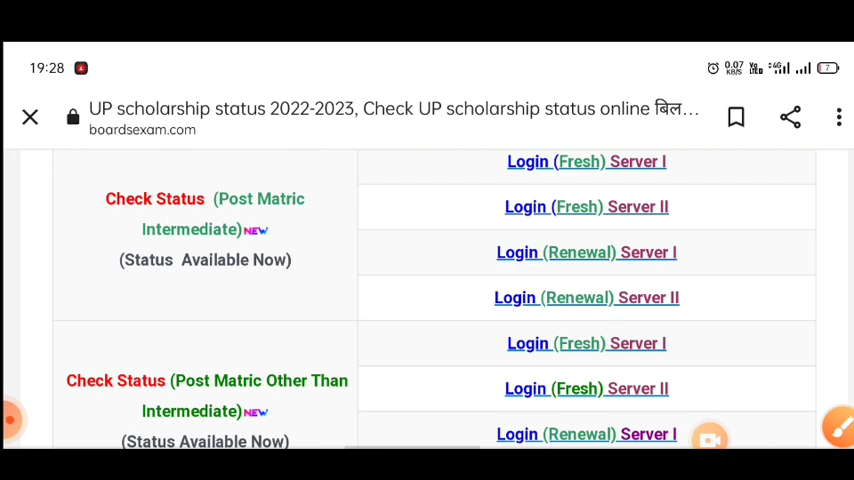 19:28
0.07 KB/S
4G
7
UP scholarship status 2022-2023, Check UP scholarship status online बिल...
boardsexam.com
Login (Fresh) Server I
Check Status (Post Matric
Intermediate) NEW
(Status Available Now)
Login (Fresh) Server II
Login (Renewal) Server I
Login (Renewal) Server II
Check Status (Post Matric Other Than
Intermediate) NEW
(Status Available Now)
Login (Fresh) Server I
Login (Fresh) Server II
Login (Renewal) Server I